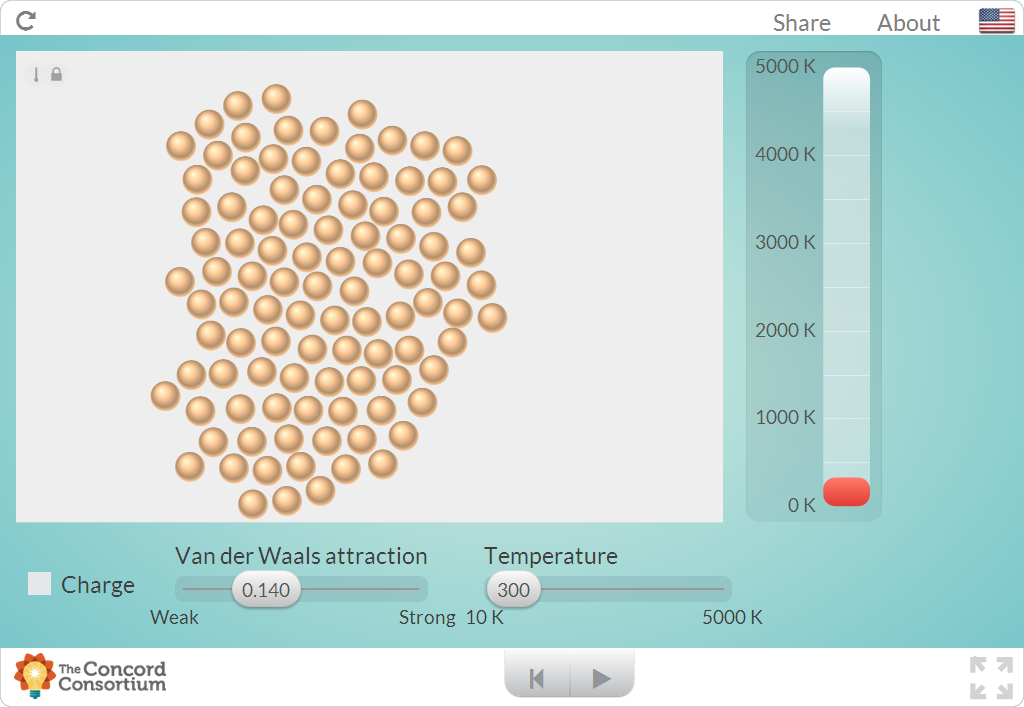 Share About
5000 K
4000 K
3000 K
2000 K
1000 K
0 K
Van der Waals attraction Temperature
Charge 0.140 300
Weak Strong 10 K 5000 K
The Concord
Consortium